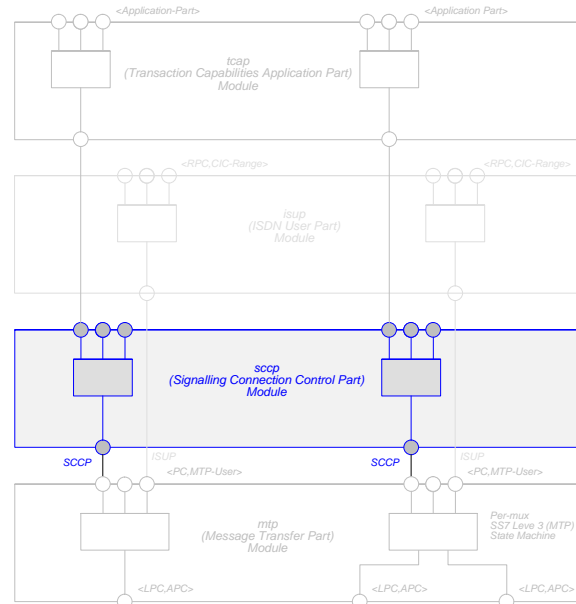 <Application-Part>
<Application Part>
tcap
(Transaction Capabilities Application Part)
Module
<RPC,CIC-Range>
<RPC,CIC-Range>
isup
(ISDN User Part)
Module
sccp
(Signalling Connection Control Part)
Module
SCCP
ISUP
SCCP
ISUP
<PC,MTP-User>
<PC,MTP-User>
mtp
(Message Transfer Part)
Module
Per-mux
SS7 Leve 3 (MTP)
State Machine
<LPC,APC>
<LPC,APC>
<LPC,APC>